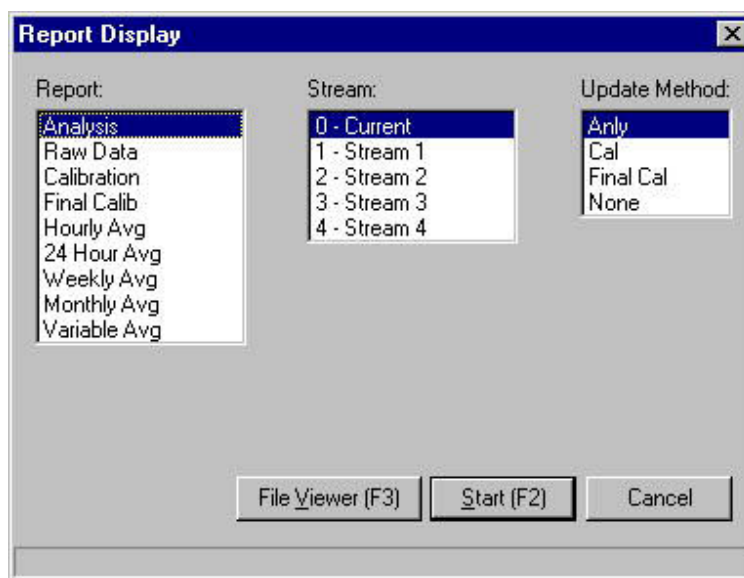 Report Display
Report:
Analysis
Raw Data
Calibration
Final Calib
Hourly Avg
24 Hour Avg
Weekly Avg
Monthly Avg
Variable Avg
Stream:
0 - Current
1 - Stream 1
2 - Stream 2
3 - Stream 3
4 - Stream 4
Update Method:
Anly
Cal
Final Cal
None
File Viewer (F3)
Start (F2)
Cancel